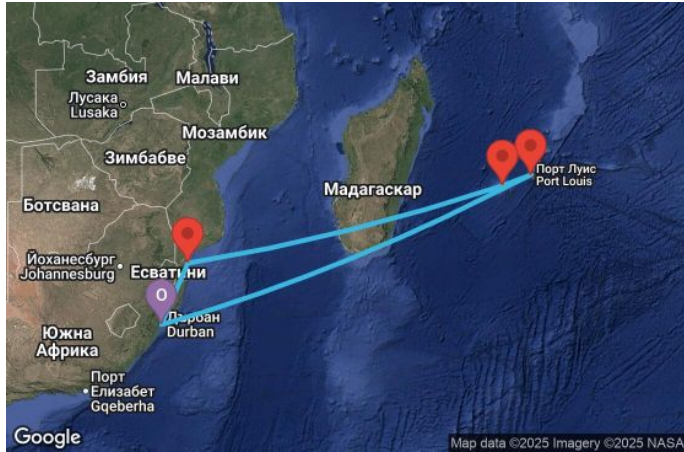 Замбия
Малави
Лусака
Lusaka
Мозамбик
Зимбабве
Порт Луис
Port Louis
Мадагаскар
Ботсвана
Йоханесбург
Johannesburg
Есватини
O
Дърбан
Durban
Южна
Африка
Порт
Елизабет
Gqeberha
Google
Map data ©2025 Imagery ©2025 NASA